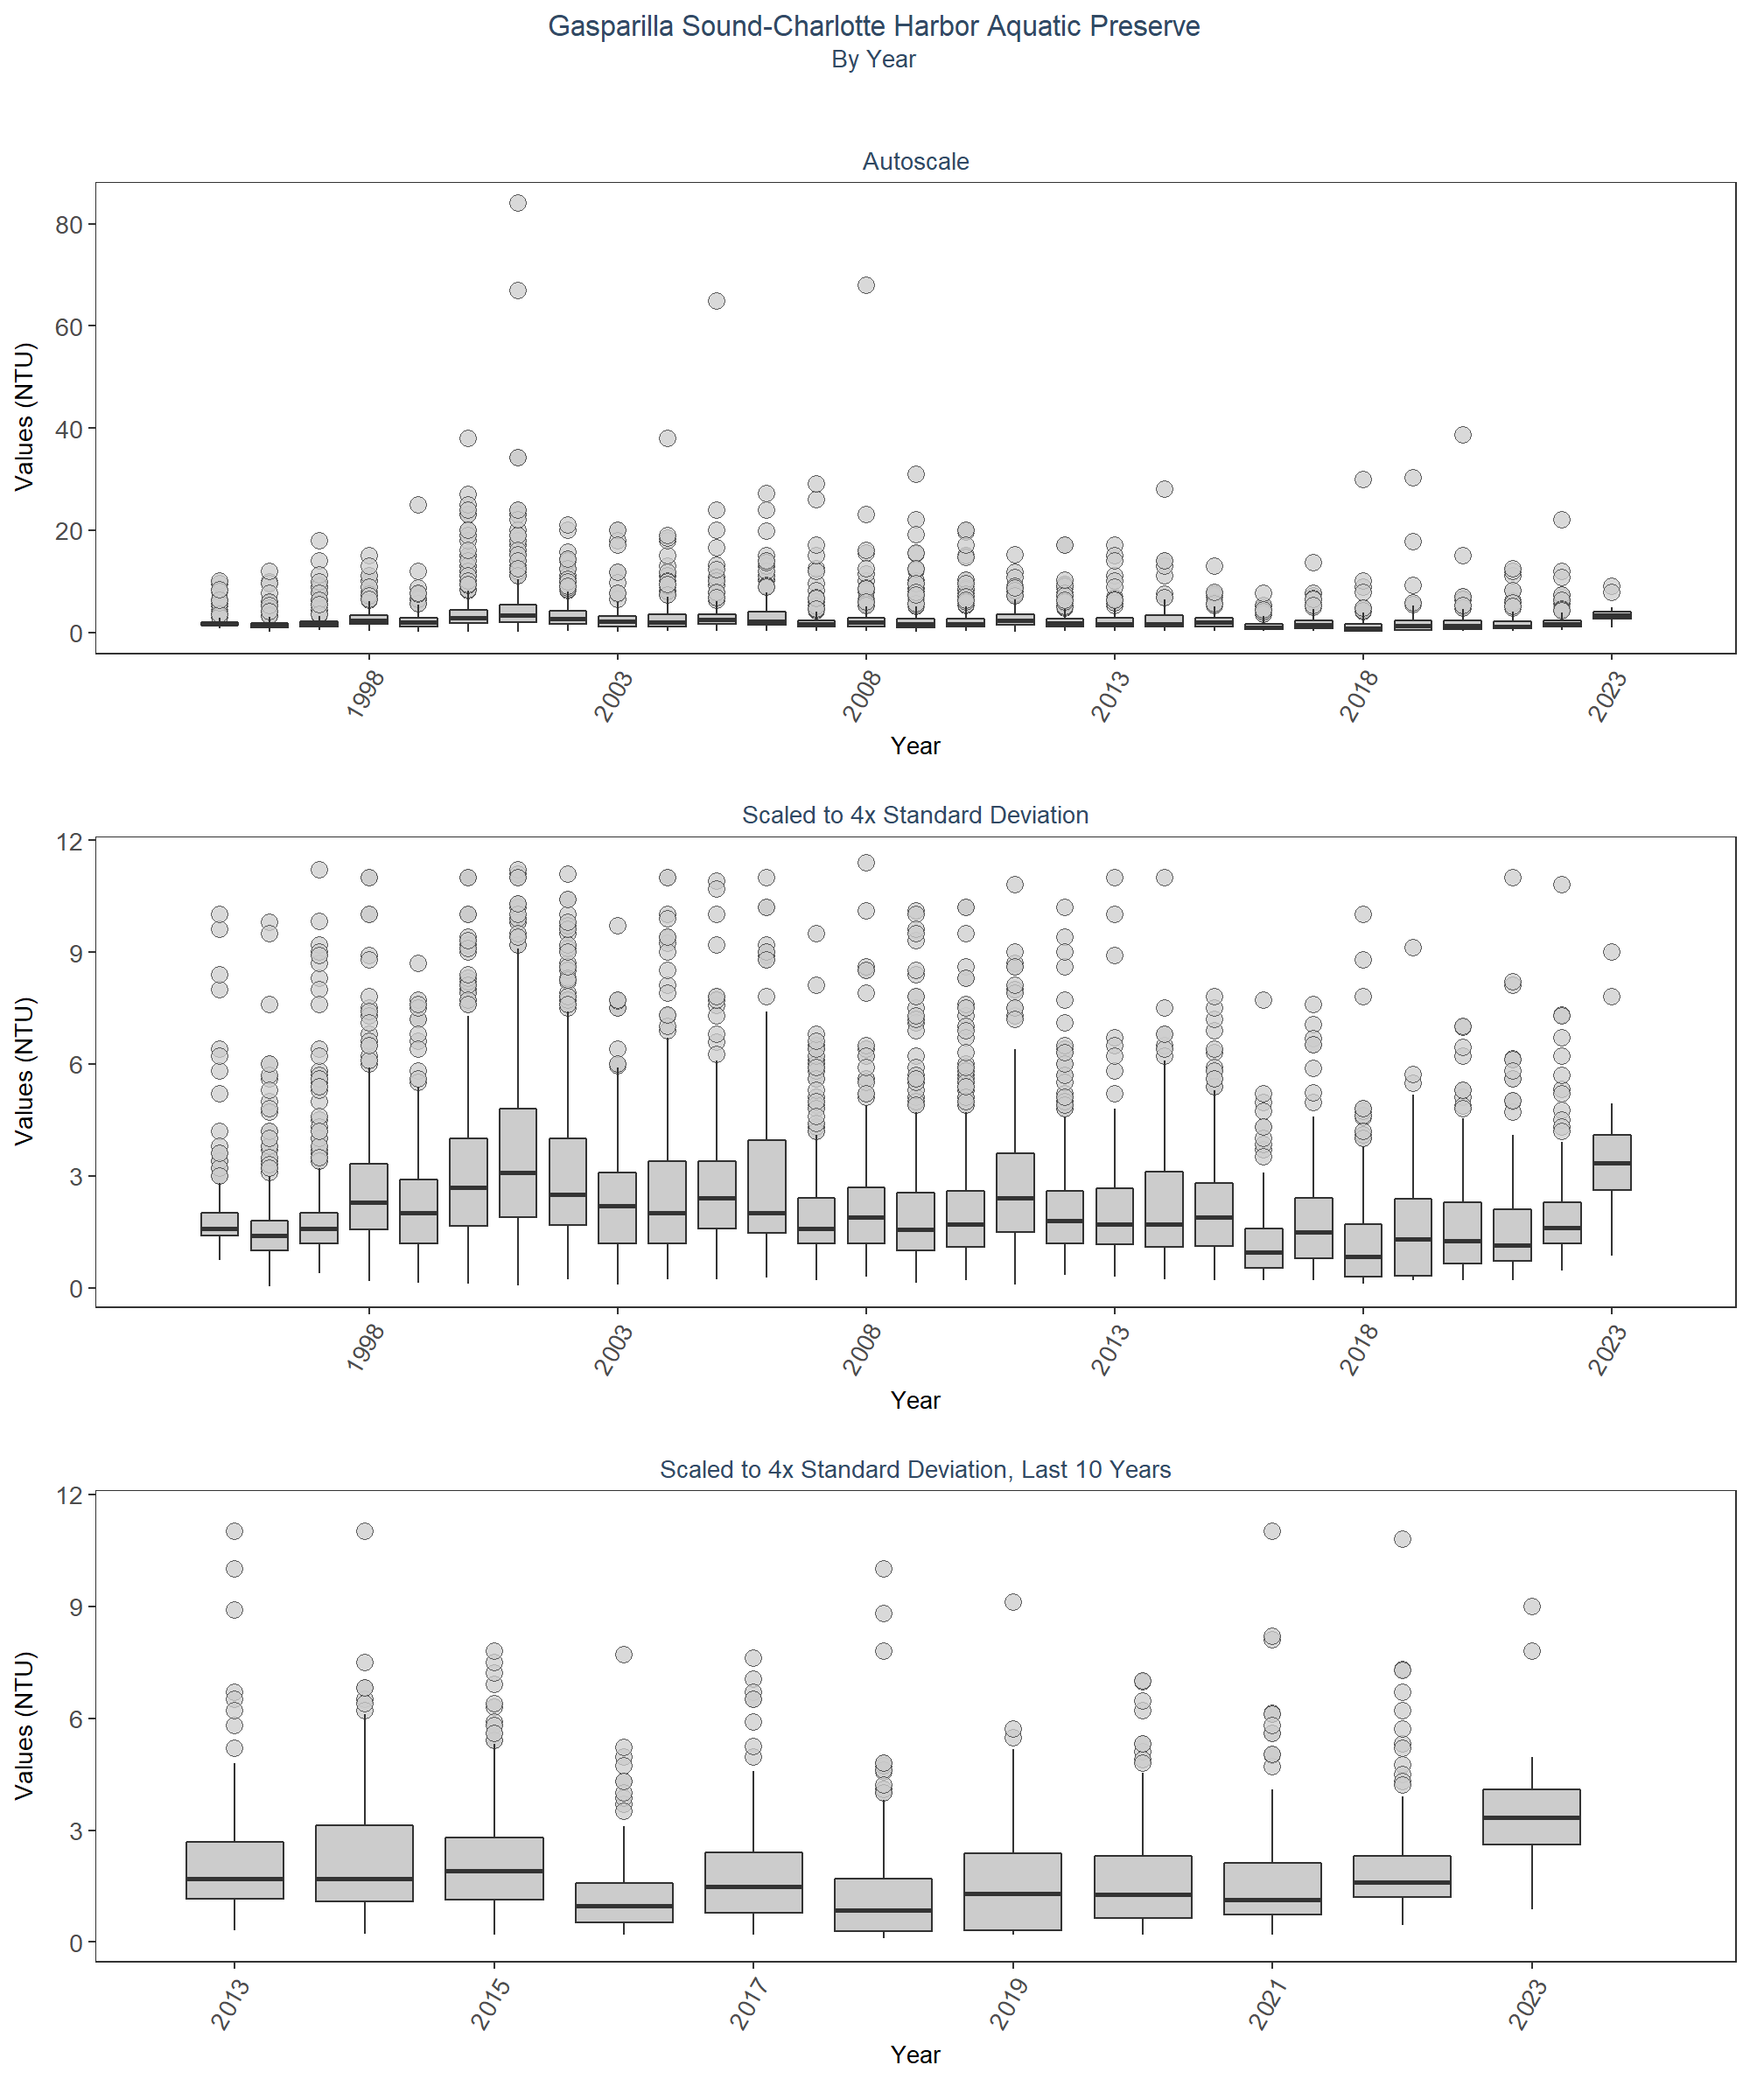 Gasparilla Sound-Charlotte Harbor Aquatic Preserve
By Year
Autoscale
80
60
40
20
0
Values (NTU)
1998 2003 2008 2013 2018 2023
Year
Scaled to 4x Standard Deviation
12
9
6
3
0
Values (NTU)
1998 2003 2008 2013 2018 2023
Year
Scaled to 4x Standard Deviation, Last 10 Years
12
9
6
3
0
Values (NTU)
2013 2015 2017 2019 2021 2023
Year